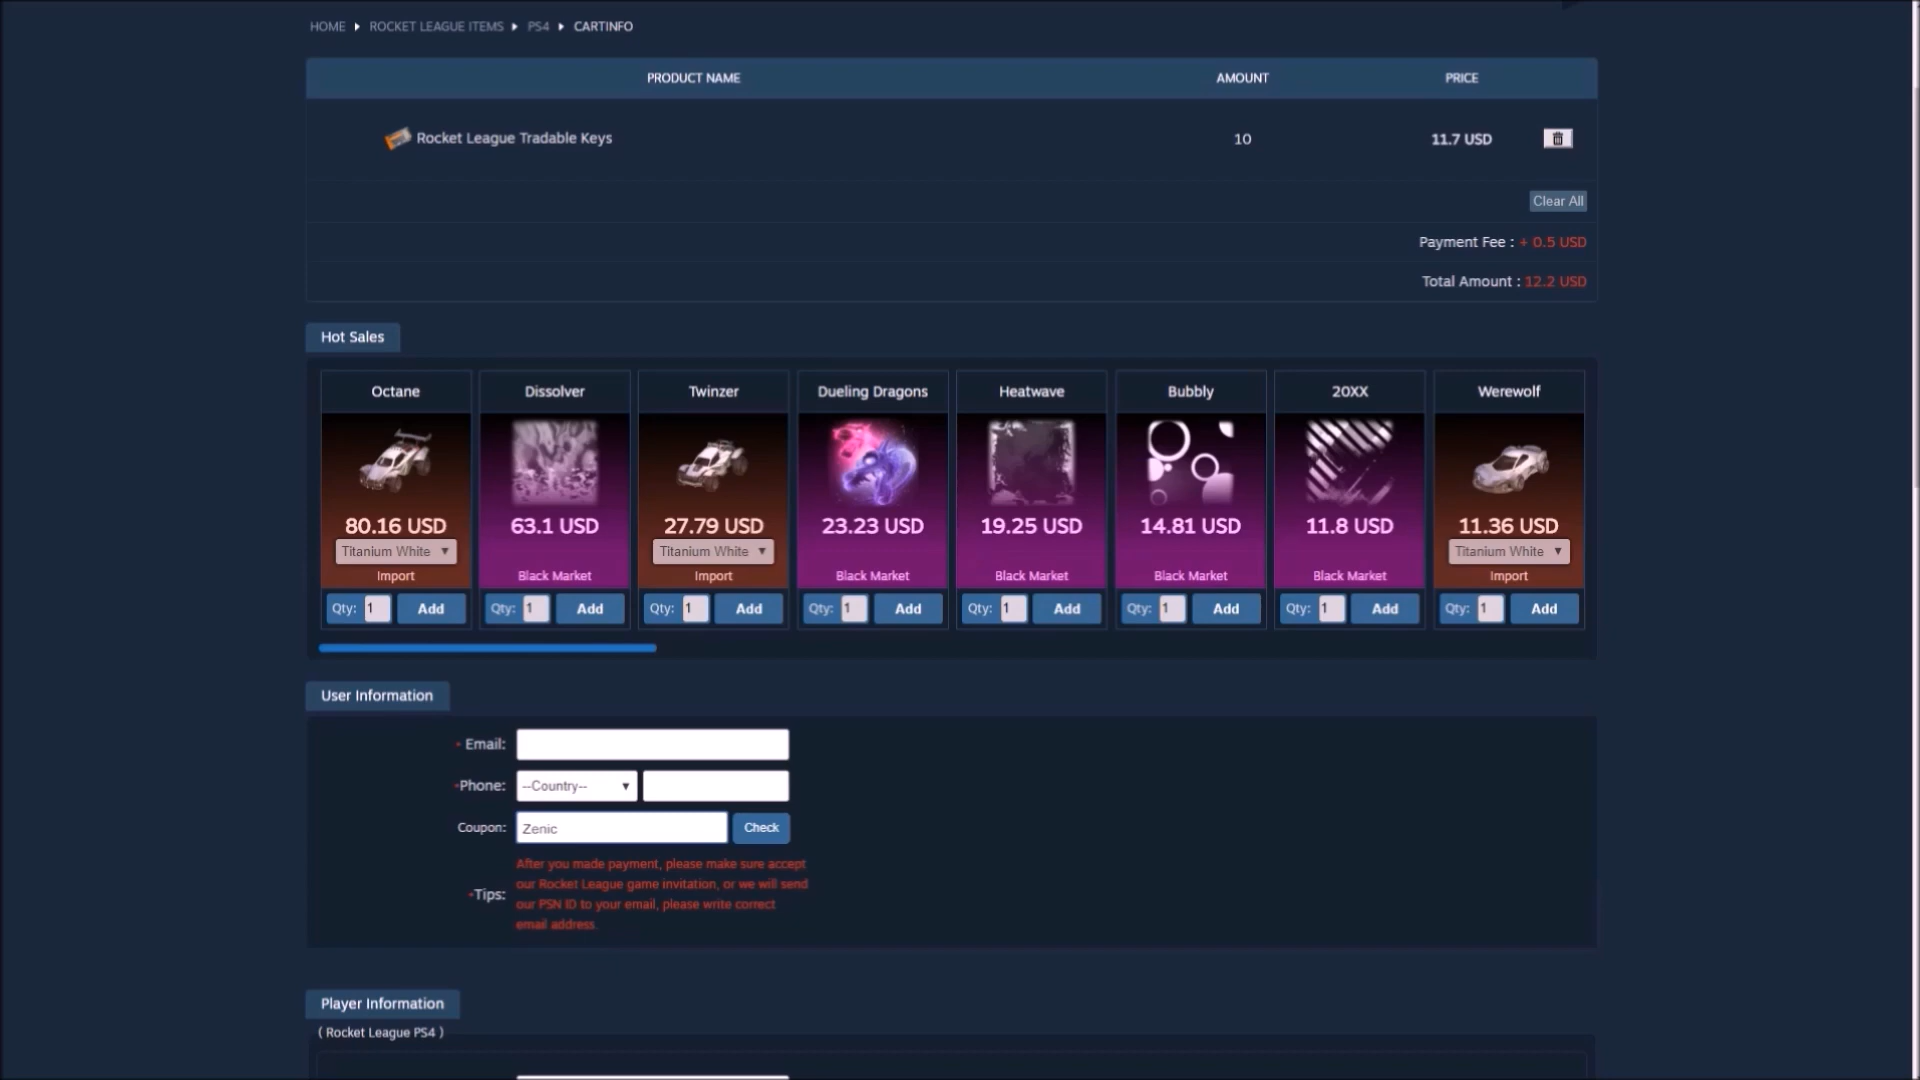 HOME ▶ ROCKET LEAGUE ITEMS ▶ PS4 ▶ CARTINFO
PRODUCT NAME AMOUNT PRICE
Rocket League Tradable Keys 10 11.7 USD
Clear All
Payment Fee : + 0.5 USD
Total Amount : 12.2 USD
Hot Sales
Octane Dissolver Twinzer Dueling Dragons Heatwave Bubbly 20XX Werewolf
80.16 USD 63.1 USD 27.79 USD 23.23 USD 19.25 USD 14.81 USD 11.8 USD 11.36 USD
Titanium White ▼ Titanium White ▼ Titanium White ▼
Import Black Market Import Black Market Black Market Black Market Black Market Import
Qty: 1 Add Qty: 1 Add Qty: 1 Add Qty: 1 Add Qty: 1 Add Qty: 1 Add Qty: 1 Add Qty: 1 Add
User Information
* Email:
*Phone: --Country-- ▼
Coupon: Zenic Check
After you made payment, please make sure accept
our Rocket League game invitation, or we will send
*Tips:
our PSN ID to your email, please write correct
email address.
Player Information
( Rocket League PS4 )